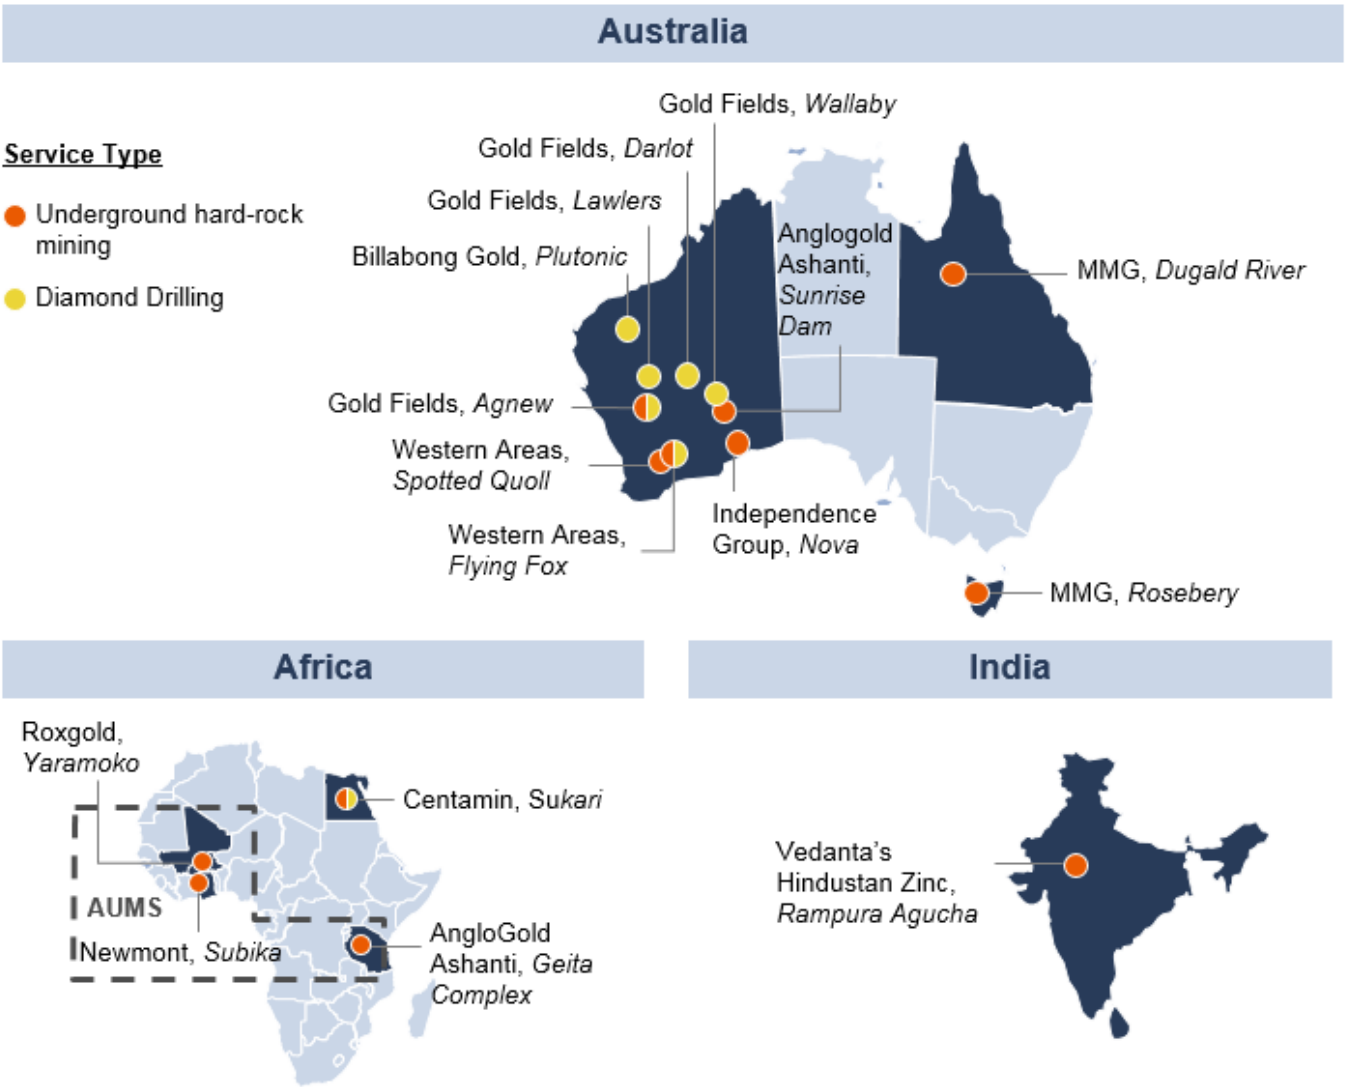 Australia
Service Type
Underground hard-rock
mining
Diamond Drilling
Gold Fields, Wallaby
Gold Fields, Darlot
Gold Fields, Lawlers
Billabong Gold, Plutonic
Anglogold
Ashanti,
Sunrise
Dam
MMG, Dugald River
Gold Fields, Agnew
Western Areas,
Spotted Quoll
Western Areas,
Flying Fox
Independence
Group, Nova
MMG, Rosebery
Africa
Roxgold,
Yaramoko
Centamin, Sukari
AUMS
Newmont, Subika
AngloGold
Ashanti, Geita
Complex
India
Vedanta's
Hindustan Zinc,
Rampura Agucha